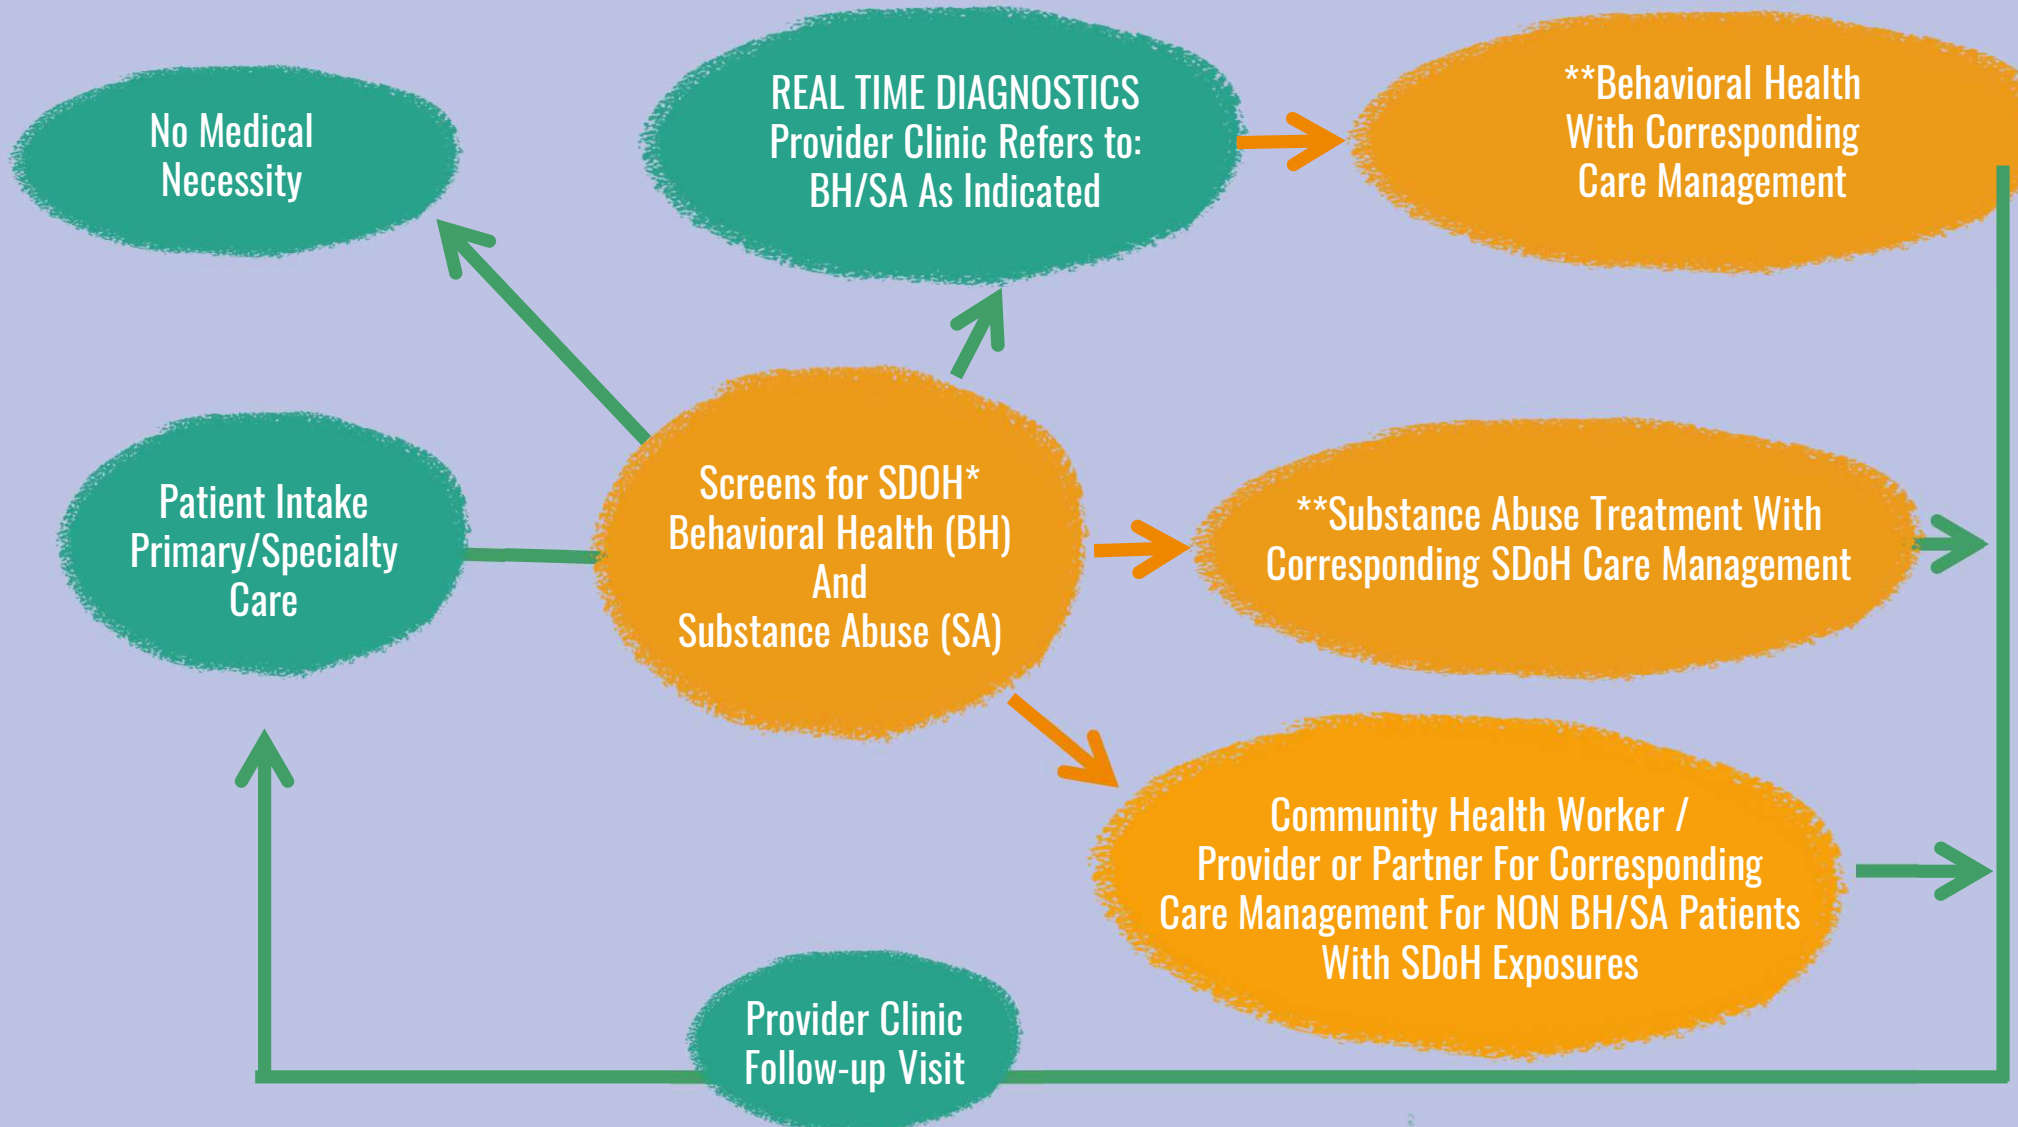 No Medical
Necessity
REAL TIME DIAGNOSTICS
Provider Clinic Refers to:
BH/SA As Indicated
**Behavioral Health
With Corresponding
Care Management
Patient Intake
Primary/Specialty
Care
Screens for SDOH*
Behavioral Health (BH)
And
Substance Abuse (SA)
**Substance Abuse Treatment With
Corresponding SDoH Care Management
Community Health Worker /
Provider or Partner For Corresponding
Care Management For NON BH/SA Patients
With SDoH Exposures
Provider Clinic
Follow-up Visit